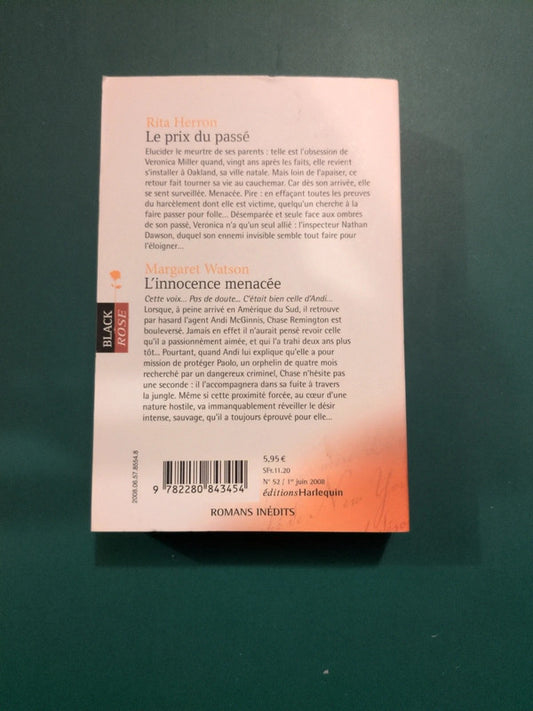 Rita Herron
Le prix du passé
Elucider le meurtre de ses parents : telle est l'obsession de
Veronica Miller quand, vingt ans après les faits, elle revient
s'installer à Oakland, sa ville natale. Mais loin de l'apaiser, ce
retour fait tourner sa vie au cauchemar. Car dès son arrivée, elle
se sent surveillée. Menacée. Pire : en effaçant toutes les preuves
du harcèlement dont elle est victime, quelqu'un cherche à la
faire passer pour folle... Désemparée et seule face aux ombres
de son passé, Veronica n'a qu'un seul allié : l'inspecteur Nathan
Dawson, duquel son ennemi invisible semble tout faire pour
l'éloigner...
Margaret Watson
L'innocence menacée
Cette voix... Pas de doute... C'était bien celle d'Andi...
Lorsque, à peine arrivé en Amérique du Sud, il retrouve
par hasard l'agent Andi McGinnis, Chase Remington est
bouleversé. Jamais en effet il n'aurait pensé revoir celle
qu'il a passionnément aimée, et qui l'a trahi deux ans plus
tôt... Pourtant, quand Andi lui explique qu'elle a pour
mission de protéger Paolo, un orphelin de quatre mois
recherché par un dangereux criminel, Chase n'hésite pas
une seconde : il l'accompagnera dans sa fuite à travers
la jungle. Même si cette proximité forcée, au cœur d'une
nature hostile, va immanquablement réveiller le désir
intense, sauvage, qu'il a toujours éprouvé pour elle...
BLACK
ROSE
2008.06.57.8554.8
9 782280 843454
5,95 €
SFr.11.20
N° 52 / 1er juin 2008
éditionsHarlequin
ROMANS INÉDITS